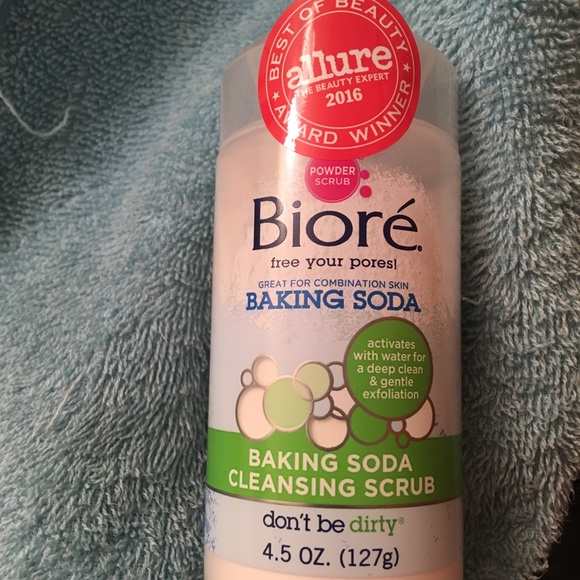 BEST OF BEAUTY
allure
THE BEAUTY EXPERT
2016
AWARD WINNER
POWDER
SCRUB
Bioré.
free your pores!
GREAT FOR COMBINATION SKIN
BAKING SODA
activates
with water for
a deep clean
& gentle
exfoliation
BAKING SODA
CLEANSING SCRUB
don't be dirty®
4.5 OZ. (127g)